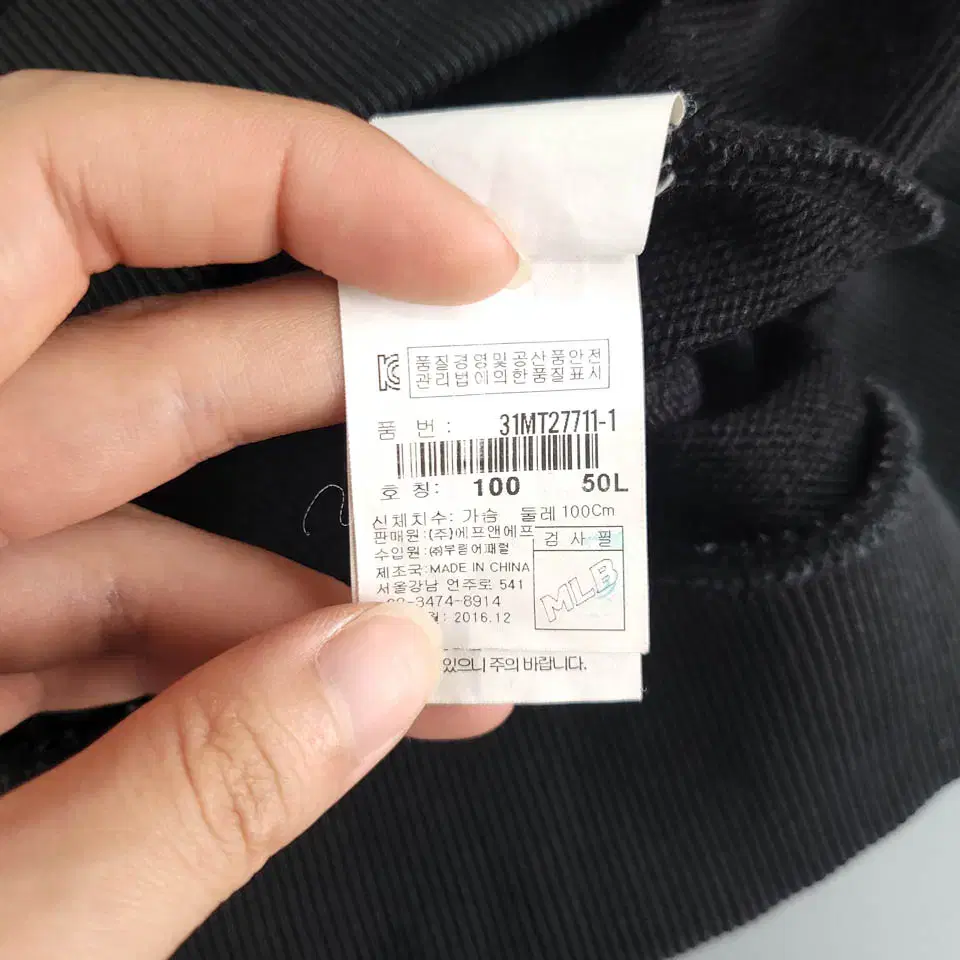 품질경영및공산품안전
관리법에의한품질표시
품 번 : 31MT27711-1
호 칭: 100 50L
신체치수: 가슴 둘레 100Cm
판매원:(주)에프앤에프
수입원:㈜부림어패럴
제조국:MADE IN CHINA
서울강남 언주로 541
-3474-8914
월: 2016.12
검 사 필
MLB
있으니 주의 바랍니다.